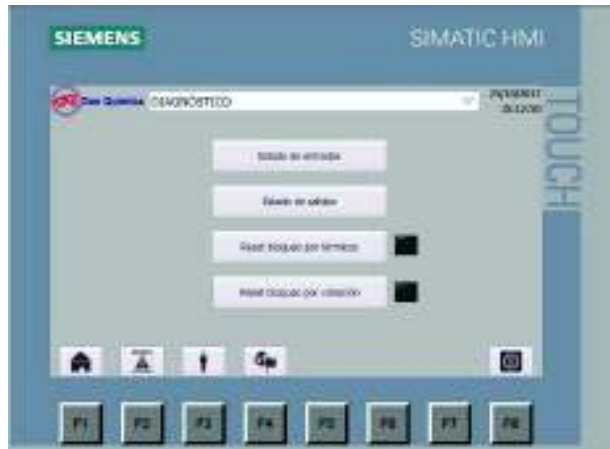 SIEMENS
SIMATIC HMI
TOUCH
DIAGNÓSTICO
Estado de entradas
Estado de salidas
Reset bloqueo por térmicos
Reset bloqueo por
F1 F2 F3 F4 F5 F6 F7 F8